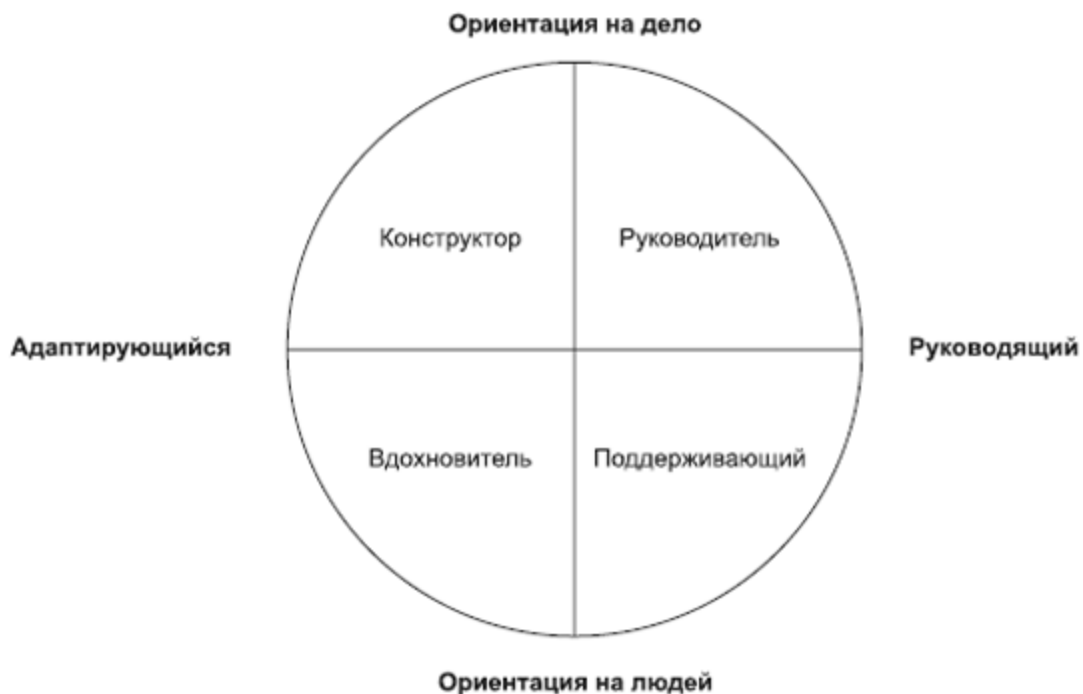 Ориентация на дело
Конструктор
Руководитель
Адаптирующийся
Руководящий
Вдохновитель
Поддерживающий
Ориентация на людей